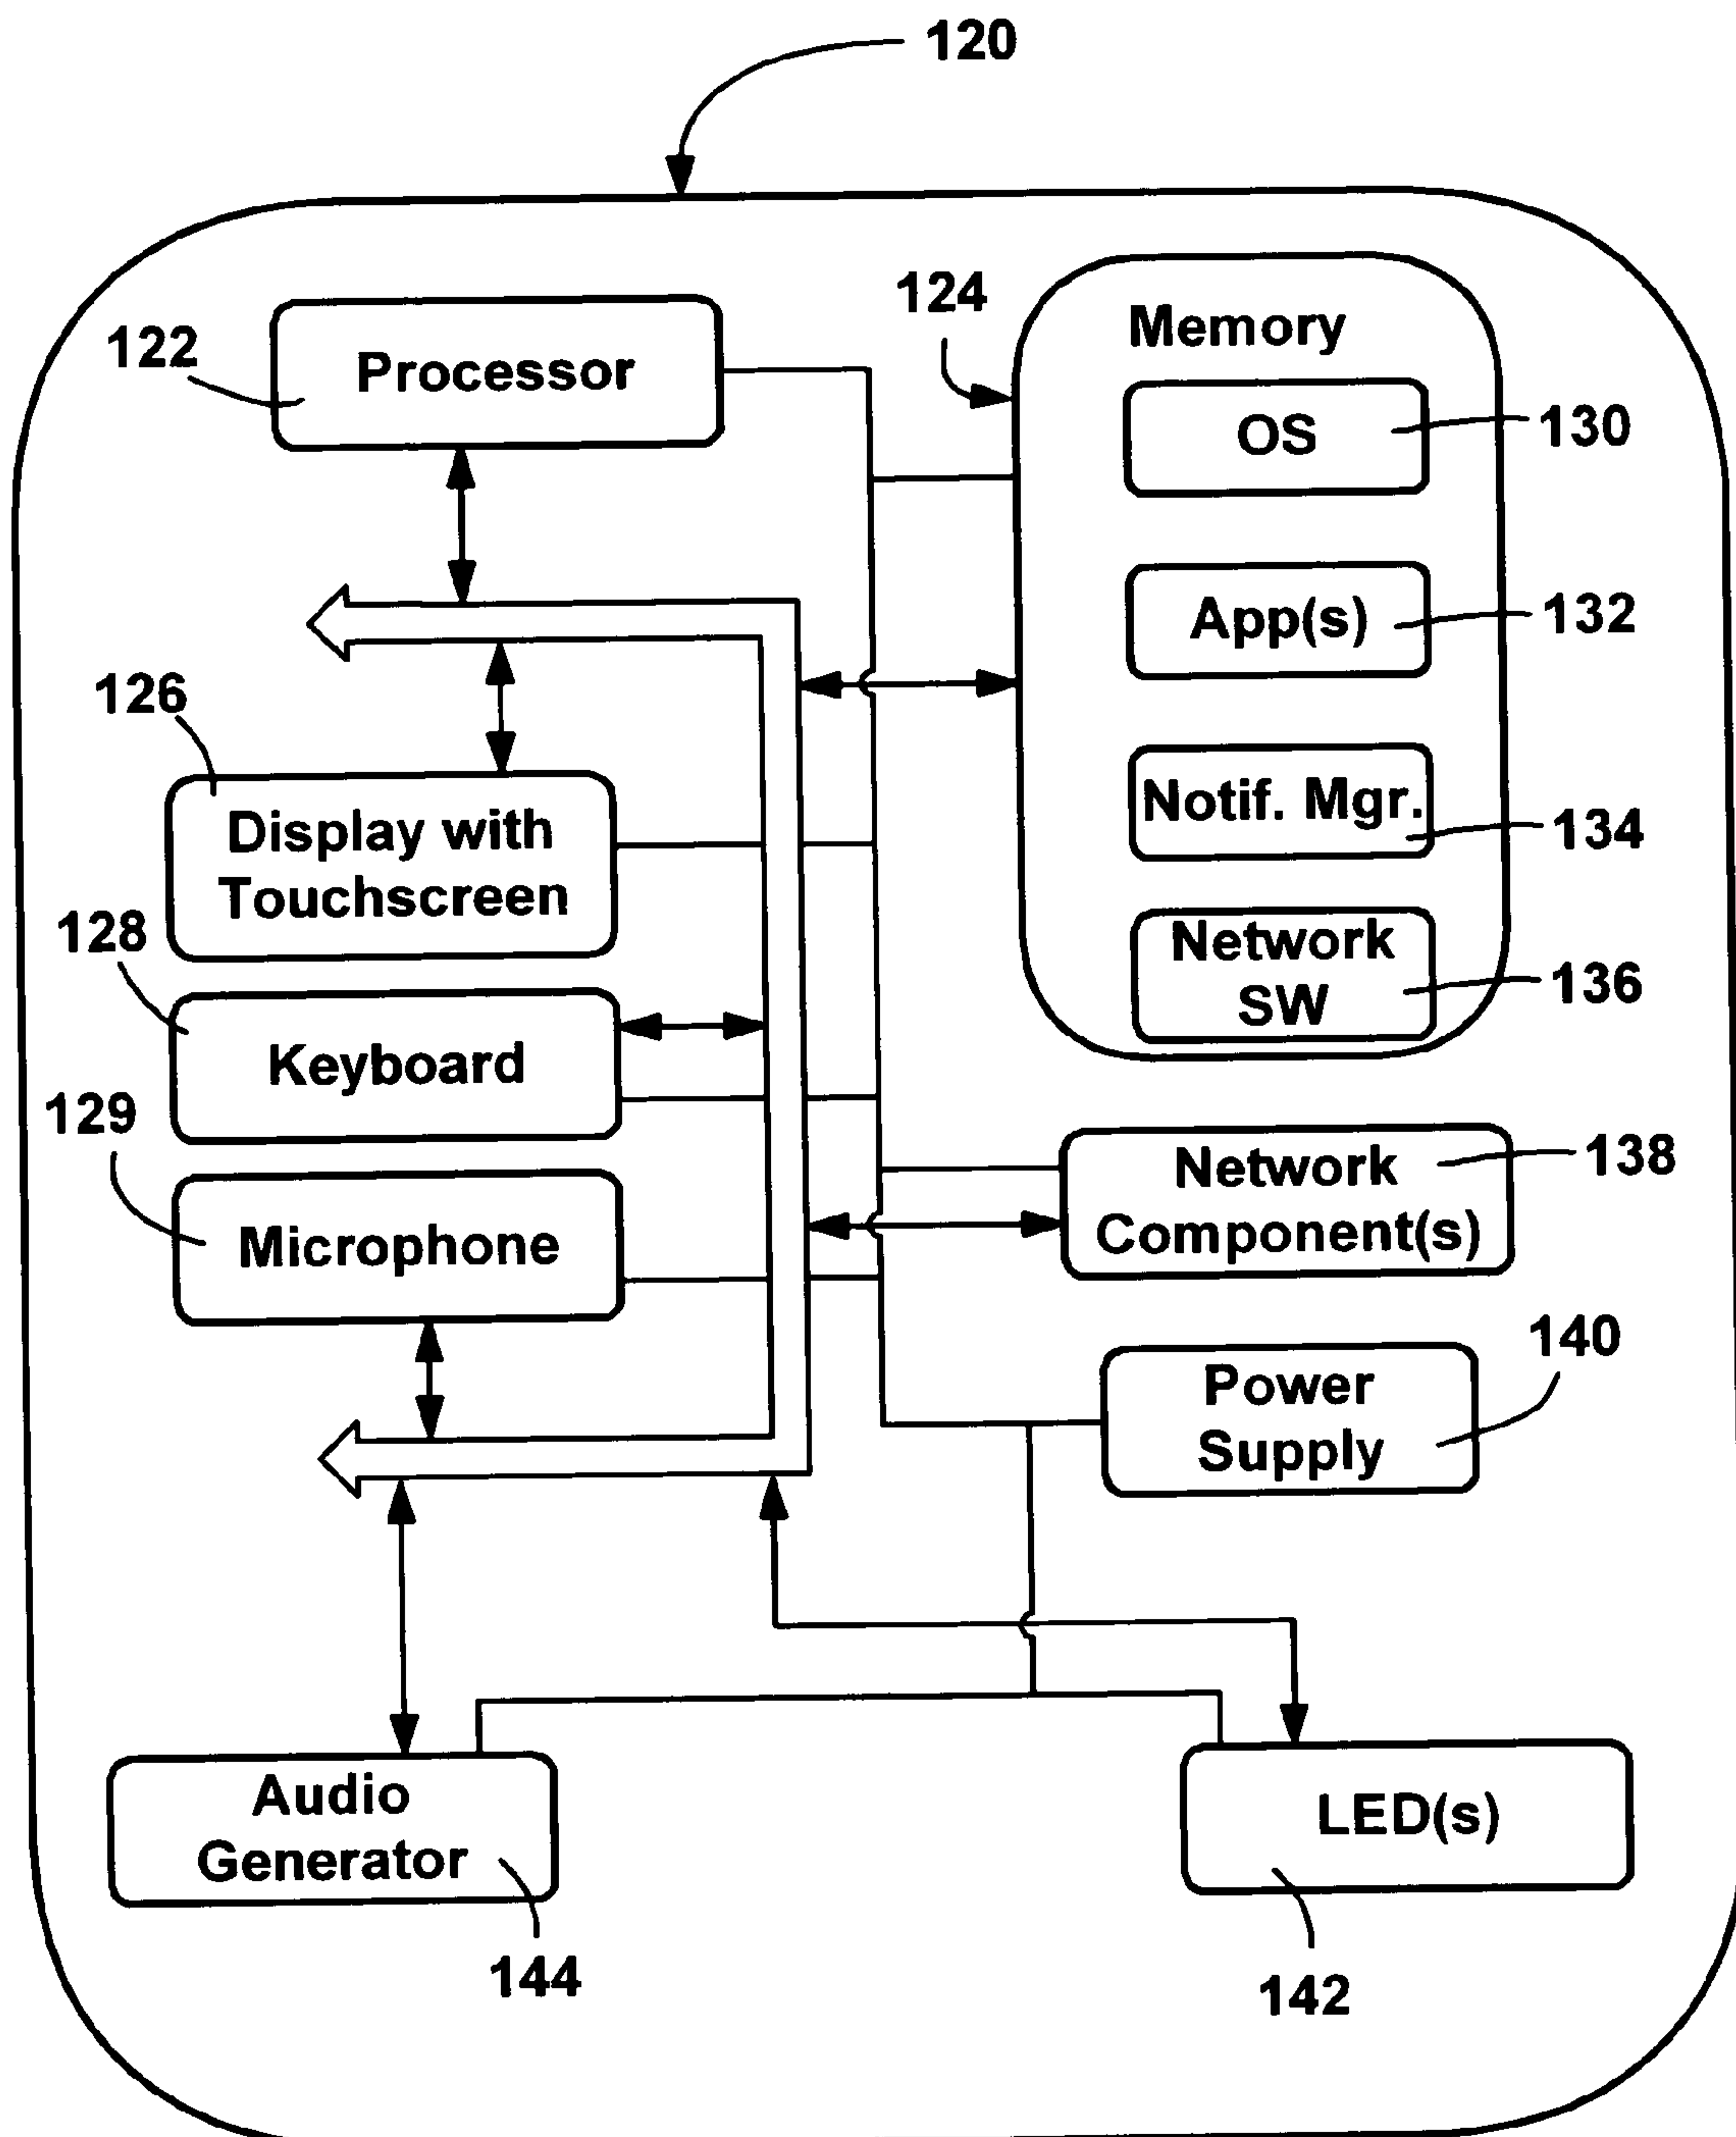 120
124
Memory
122
Processor
OS
130
App(s)
132
126
Display with
Touchscreen
Notif. Mgr.
134
128
Network
SW
136
Keyboard
129
Network
Component(s)
138
Microphone
140
Power
Supply
Audio
Generator
LED(s)
144
142